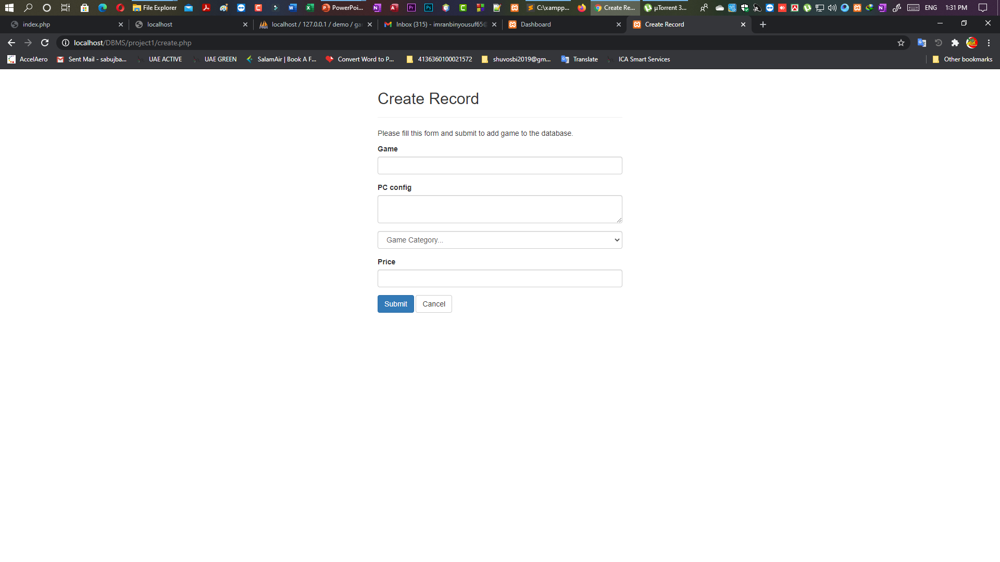 File Explorer PowerPoi... C:\xampp... Create Re... µTorrent 3... ENG 1:31 PM
index.php localhost localhost / 127.0.0.1 / demo / ga Inbox (315) - imranbinyousuf65@ Dashboard Create Record
localhost/DBMS/project1/create.php
AccelAero Sent Mail - sabujba... UAE ACTIVE UAE GREEN SalamAir | Book A F... Convert Word to P... 4136360100021572 shuvosbi2019@gm... Translate ICA Smart Services Other bookmarks
Create Record
Please fill this form and submit to add game to the database.
Game
PC config
Game Category...
Price
Submit Cancel